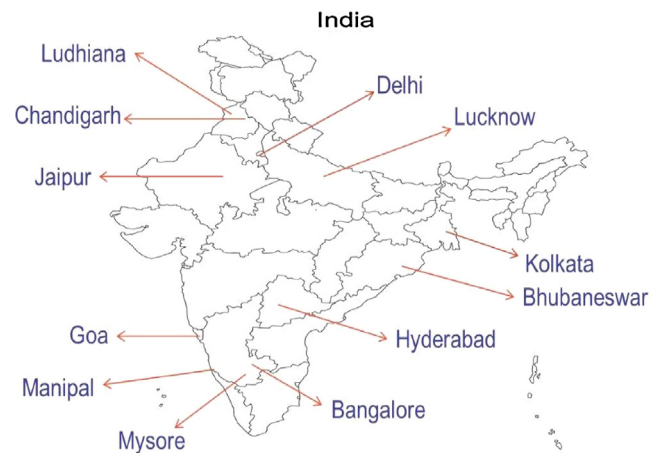 India
Ludhiana
Delhi
Chandigarh
Lucknow
Jaipur
Kolkata
Bhubaneswar
Goa
Hyderabad
Manipal
Bangalore
Mysore